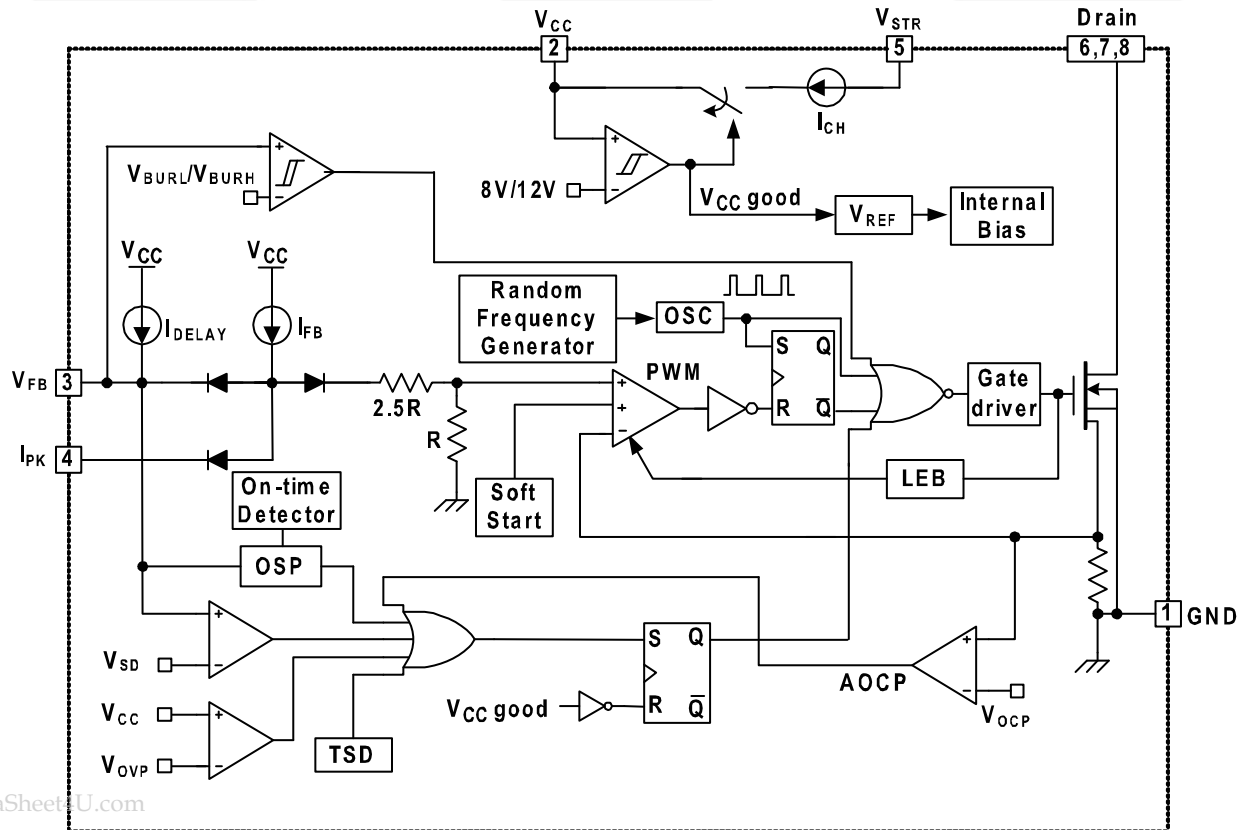 VCC
2
VSTR
5
Drain
6,7,8
ICH
VBURL/VBURH
+
−
+
−
8V/12V
VCC good
VREF
Internal
Bias
VCC
VCC
IDELAY
IFB
Random
Frequency
Generator
OSC
S Q
R Q
VFB 3
2.5R
R
PWM
+
+
−
Gate
driver
IPK 4
LEB
On-time
Detector
Soft
Start
OSP
1 GND
+
−
VSD
S Q
R Q
VCC good
AOCP
+
−
VOCP
VCC
+
−
VOVP
TSD
aSheet4U.com